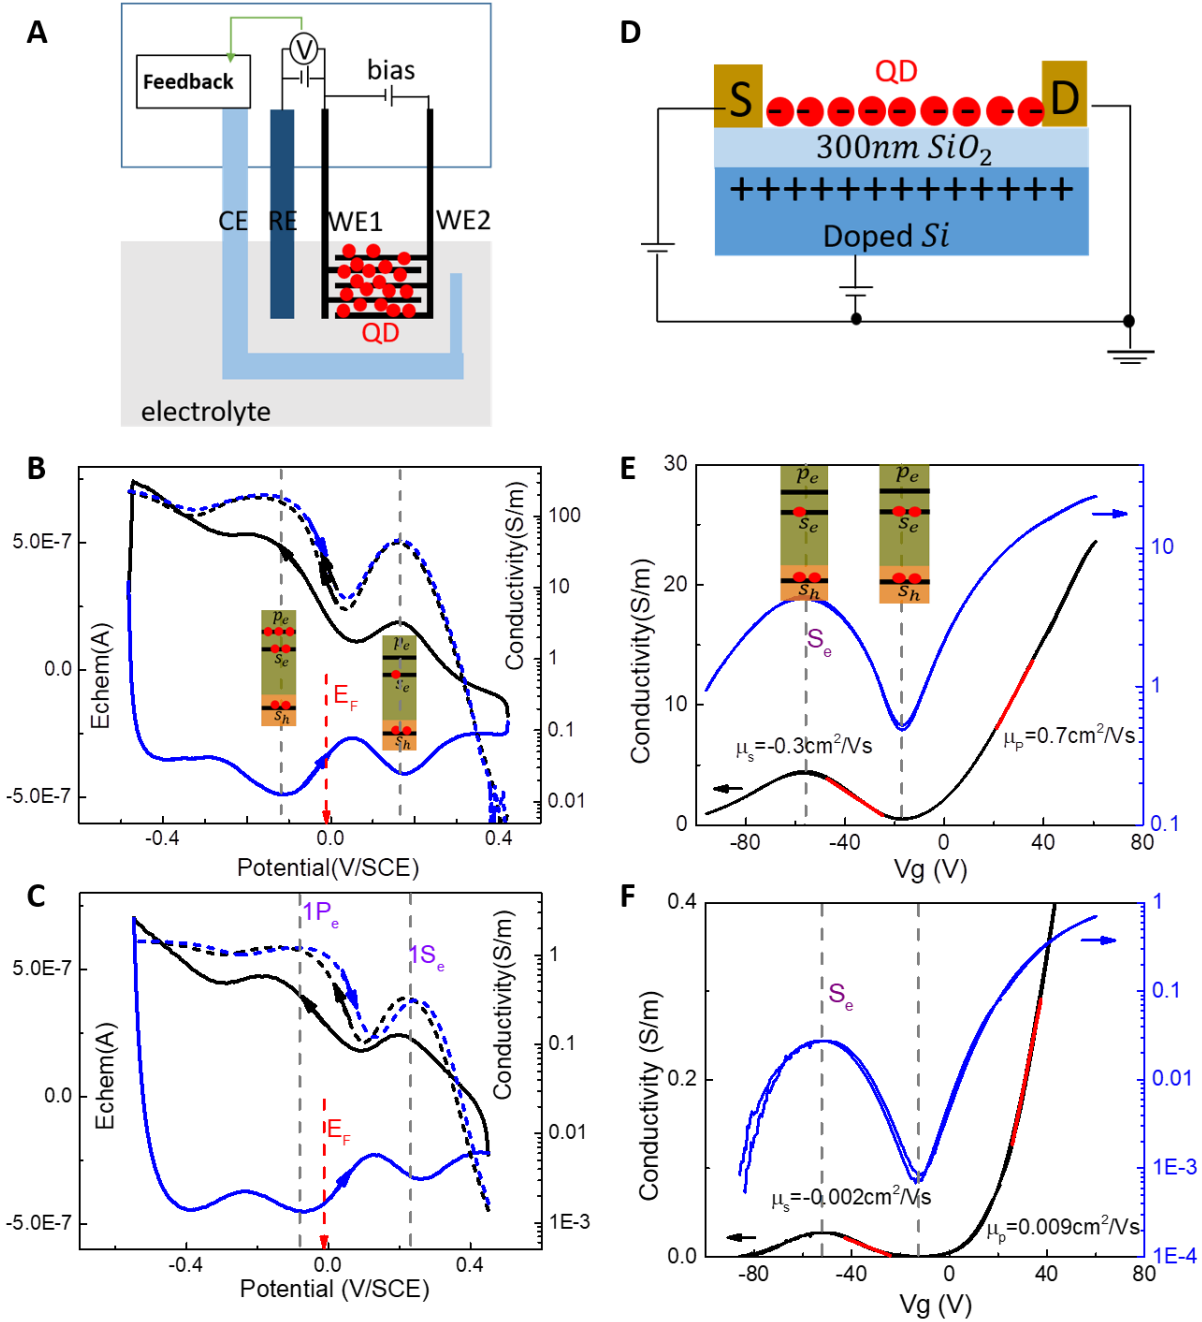 A
V
Feedback
bias
CE
RE
WE1
WE2
QD
electrolyte
D
QD
S
D
300nm SiO₂
+++++++++++++
Doped Si
B
Echem(A)
5.0E-7
0.0
-5.0E-7
Conductivity(S/m)
100
10
1
0.1
0.01
pₑ
sₑ
sₕ
E_F
pₑ
sₑ
sₕ
-0.4
0.0
0.4
Potential(V/SCE)
C
Echem(A)
5.0E-7
0.0
-5.0E-7
1Pₑ
1Sₑ
E_F
Conductivity(S/m)
1
0.1
0.01
1E-3
-0.4
0.0
0.4
Potential (V/SCE)
E
Conductivity(S/m)
30
20
10
0
pₑ
sₑ
sₕ
pₑ
sₑ
sₕ
Sₑ
μₛ=-0.3cm²/Vs
μ_P=0.7cm²/Vs
10
1
0.1
-80
-40
0
40
80
Vg (V)
F
Conductivity (S/m)
0.4
0.2
0.0
Sₑ
μₛ=-0.002cm²/Vs
μₚ=0.009cm²/Vs
1
0.1
0.01
1E-3
1E-4
-80
-40
0
40
80
Vg (V)